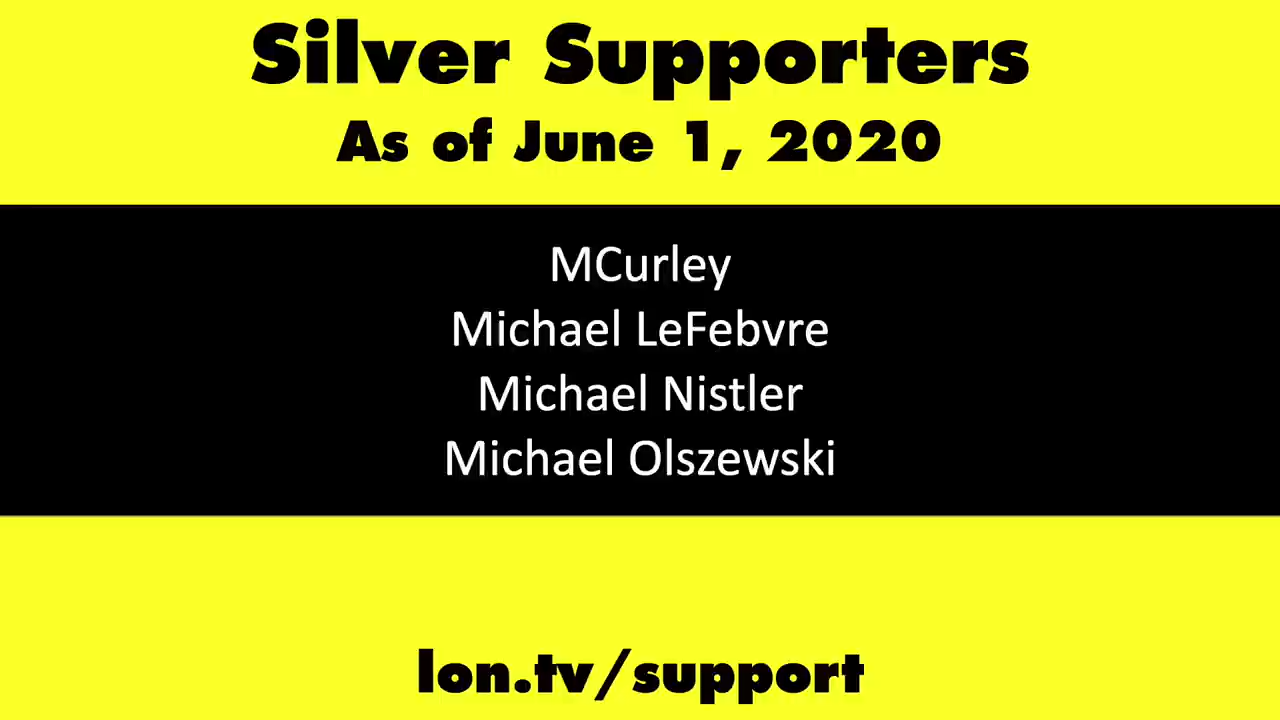 Silver Supporters
As of June 1, 2020
MCurley
Michael LeFebvre
Michael Nistler
Michael Olszewski
lon.tv/support